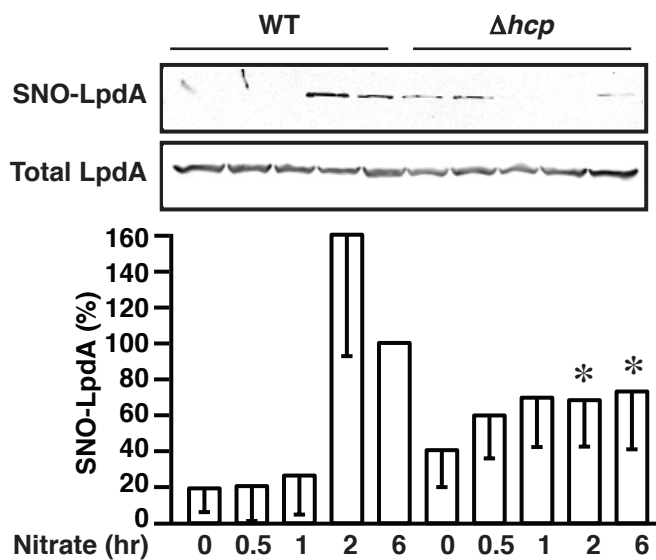 WT Δhcp
SNO-LpdA
Total LpdA
160
140
120
100
80
60
40
20
0
SNO-LpdA (%)
* *
Nitrate (hr) 0 0.5 1 2 6 0 0.5 1 2 6